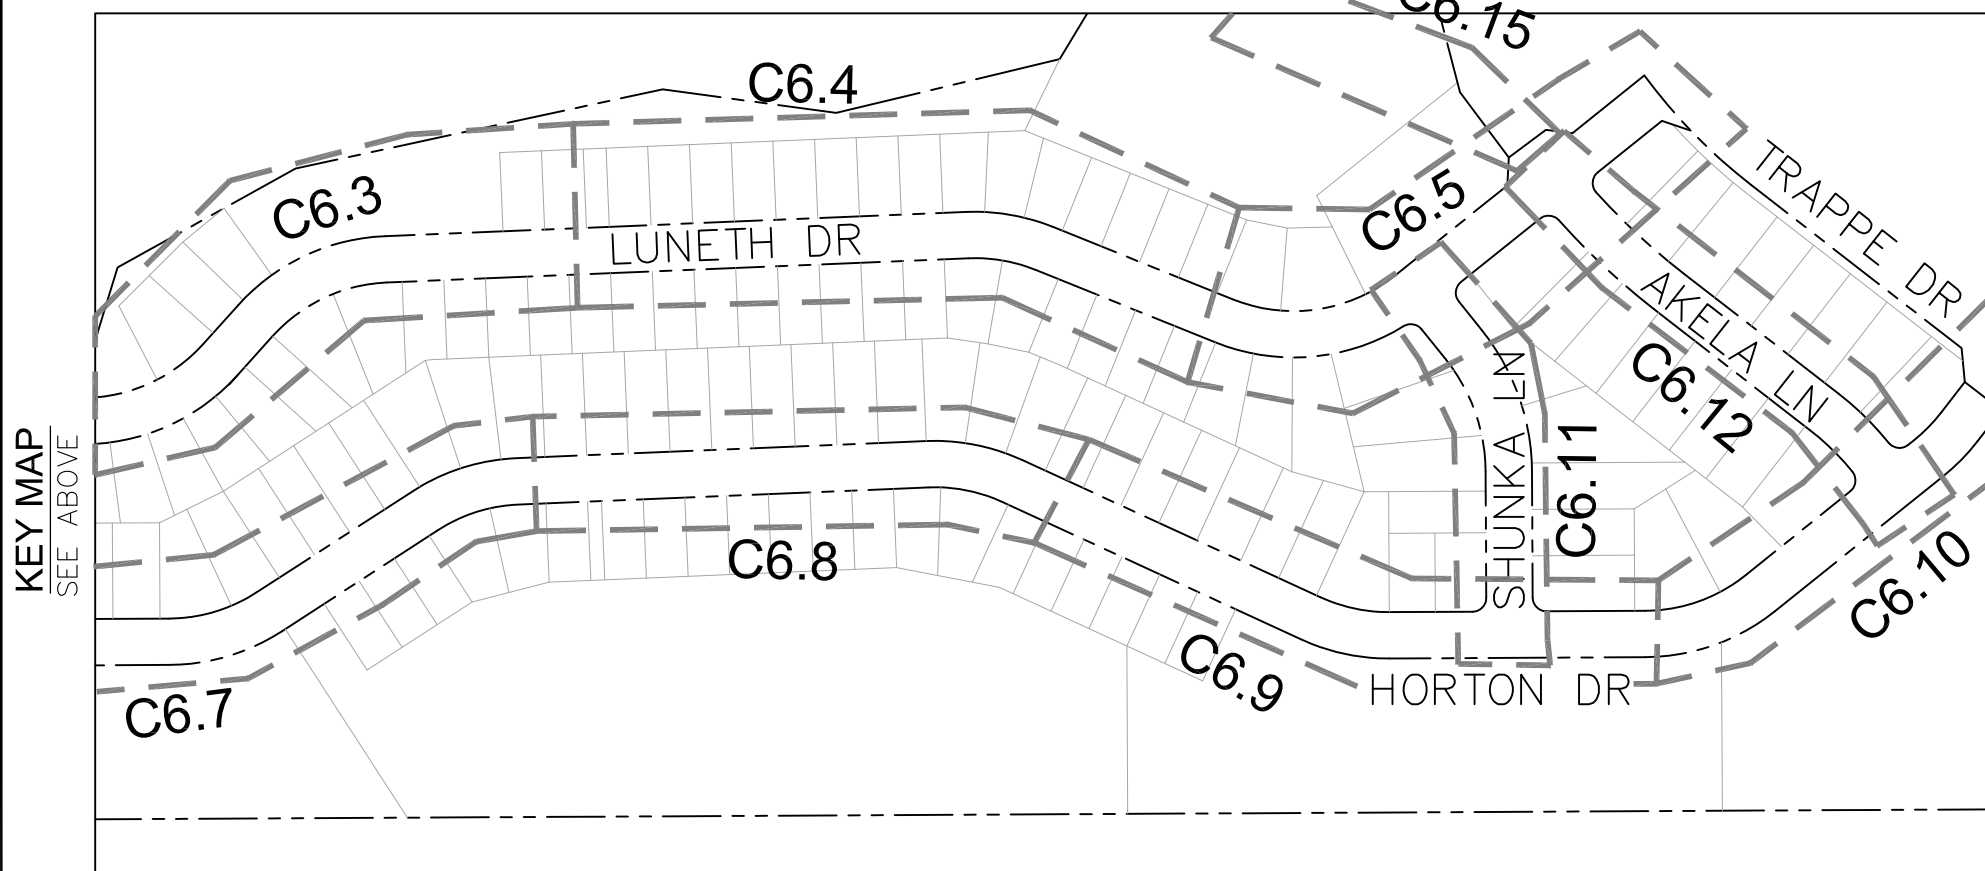 C6.15
C6.4
C6.3
C6.5
TRAPPE DR
LUNETH DR
AKELA LN
C6.12
SHUNKA LN
C6.11
KEY MAP
SEE ABOVE
C6.8
C6.10
C6.9
HORTON DR
C6.7